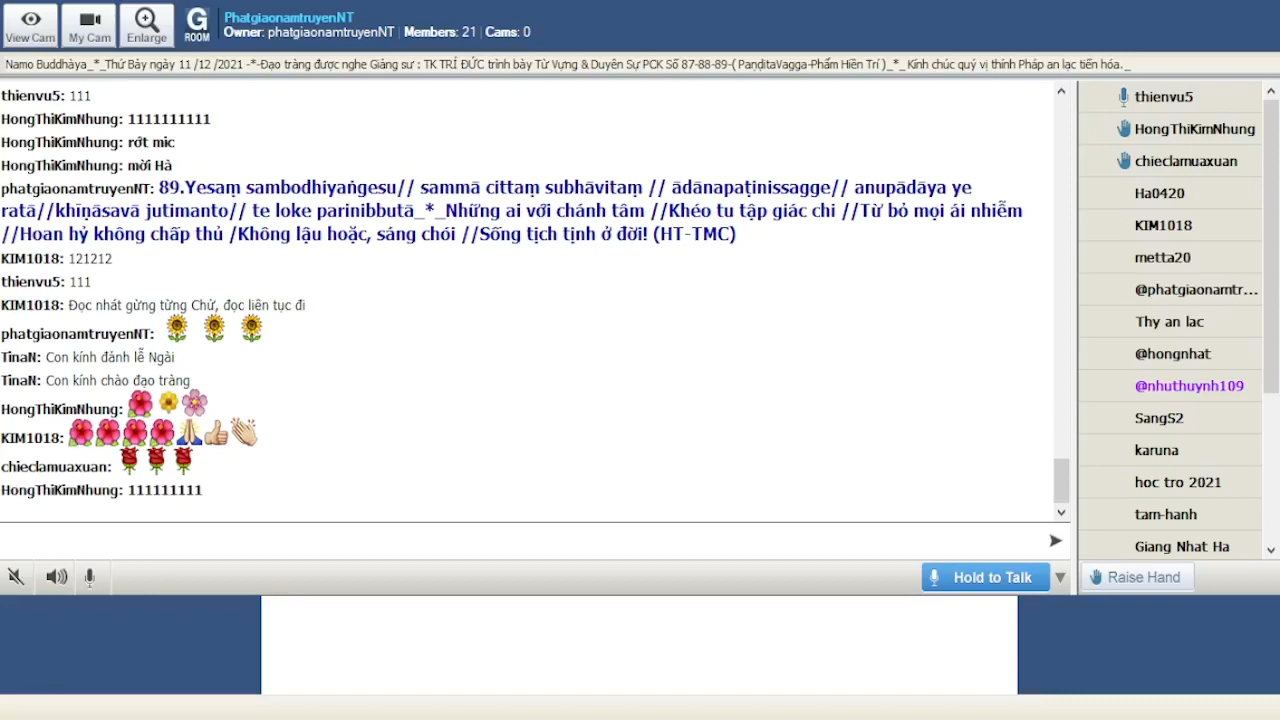 View Cam
My Cam
Enlarge
G
ROOM
PhatgiaonamtruyenNT
Owner: phatgiaonamtruyenNT | Members: 21 | Cams: 0
Namo Buddhàya_*_Thứ Bảy ngày 11 /12 /2021 -*-Đạo tràng được nghe Giảng sư : TK TRÍ ĐỨC trình bày Từ Vựng & Duyên Sự PCK Số 87-88-89-( PaṇḍitaVagga-Phẩm Hiền Trí )_*_ Kính chúc quý vị thính Pháp an lạc tiến hóa._
thienvu5: 111
HongThiKimNhung: 1111111111
HongThiKimNhung: rớt mic
HongThiKimNhung: mời Hà
phatgiaonamtruyenNT: 89.Yesaṃ sambodhiyaṅgesu// sammā cittaṃ subhāvitaṃ // ādānapaṭinissagge// anupādāya ye
ratā//khīṇāsavā jutimanto// te loke parinibbutā_*_Những ai với chánh tâm //Khéo tu tập giác chi //Từ bỏ mọi ái nhiễm
//Hoan hỷ không chấp thủ /Không lậu hoặc, sáng chói //Sống tịch tịnh ở đời! (HT-TMC)
KIM1018: 121212
thienvu5: 111
KIM1018: Đọc nhát gừng từng Chử, đọc liên tục đi
phatgiaonamtruyenNT:
TinaN: Con kính đảnh lễ Ngài
TinaN: Con kính chào đạo tràng
HongThiKimNhung:
KIM1018:
chieclamuaxuan:
HongThiKimNhung: 111111111
thienvu5
HongThiKimNhung
chieclamuaxuan
Ha0420
KIM1018
metta20
@phatgiaonamtr...
Thy an lac
@hongnhat
@nhuthuynh109
SangS2
karuna
hoc tro 2021
tam-hanh
Giang Nhat Ha
Hold to Talk
Raise Hand